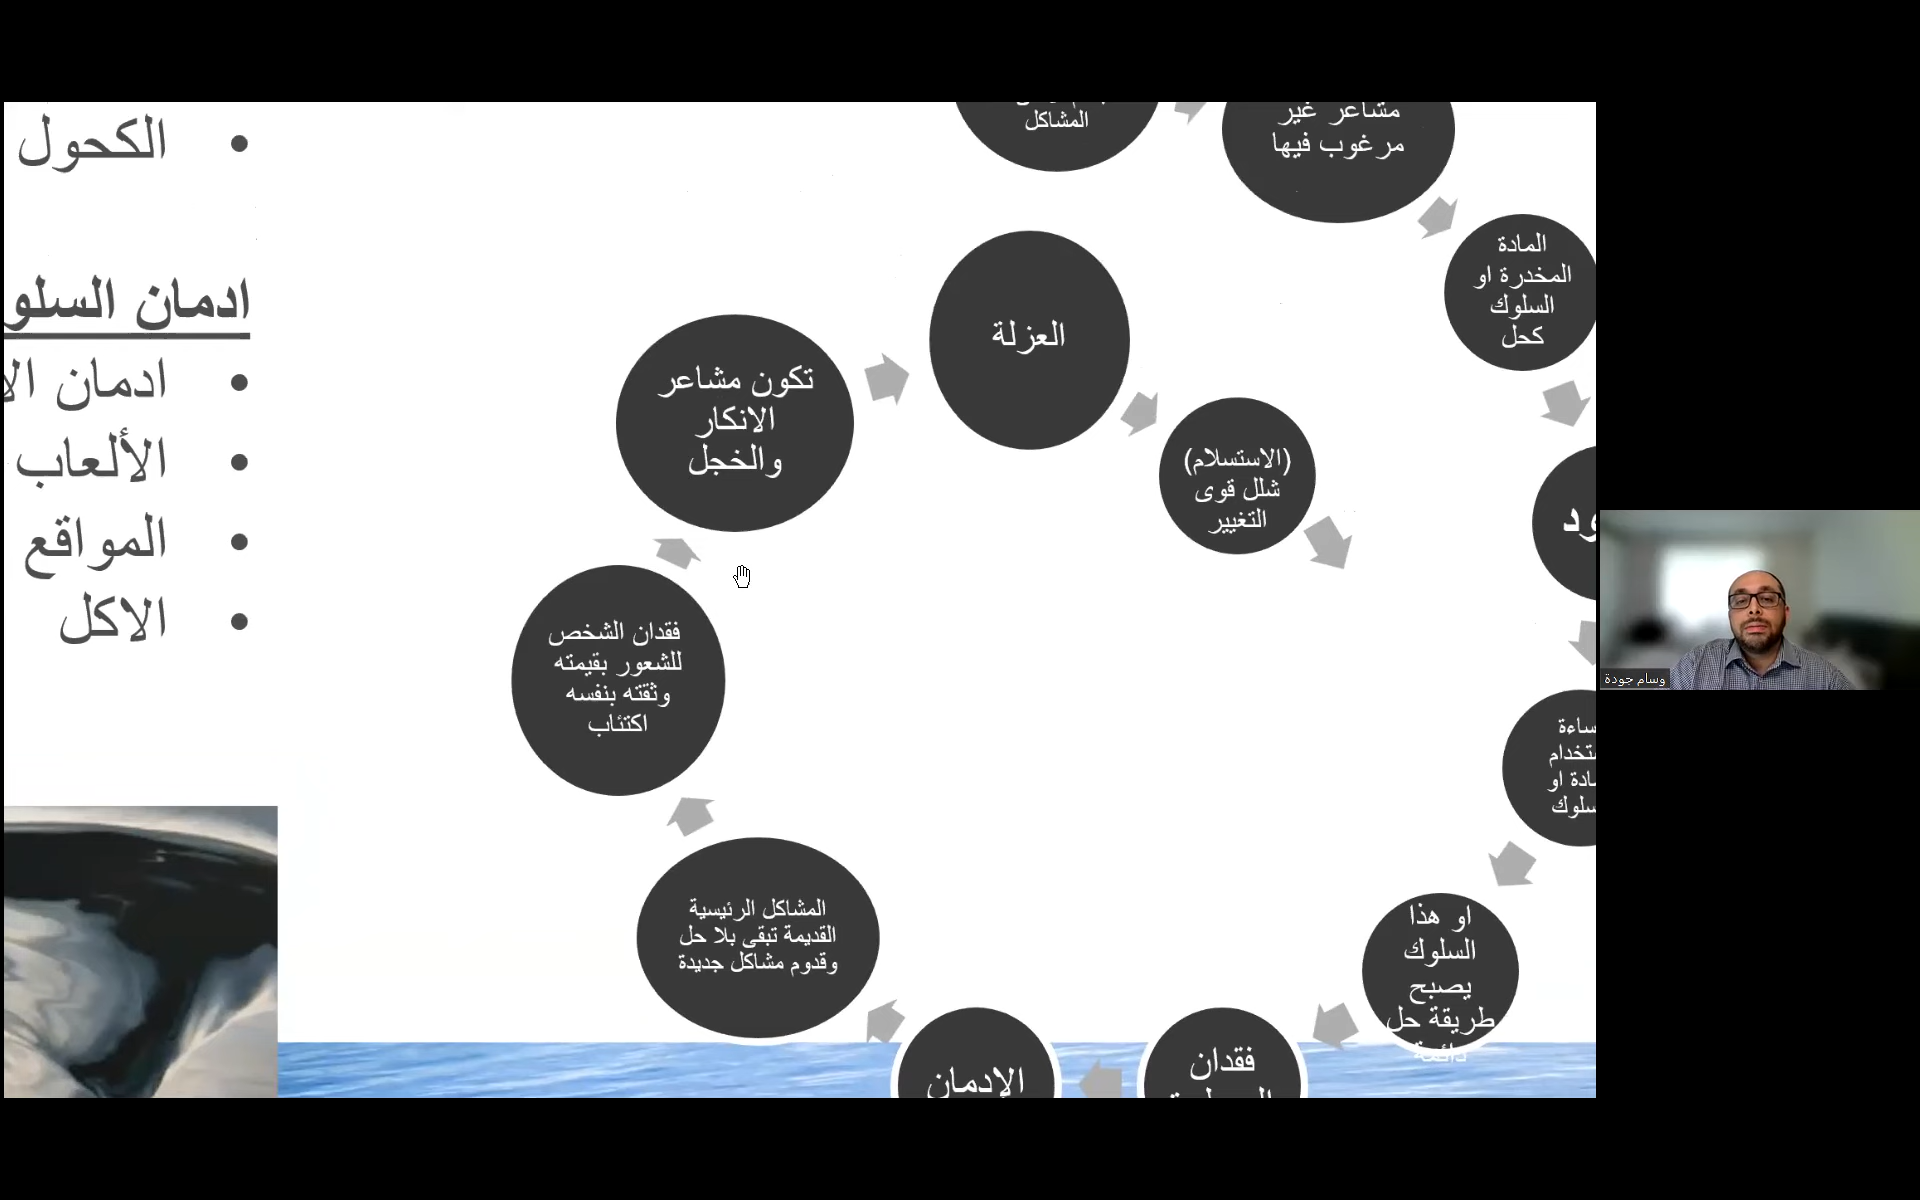 المشاكل
مشاعر غير
مرغوب فيها
المادة
المخدرة او
السلوك
كحل
العزلة
(الاستسلام)
شلل قوى
التغيير
تكون مشاعر
الانكار
والخجل
فقدان الشخص
للشعور بقيمته
وثقته بنفسه
اكتئاب
المشاكل الرئيسية
القديمة تبقى بلا حل
وقدوم مشاكل جديدة
الإدمان
فقدان
او هذا
السلوك
يصبح
طريقة حل
دائمة
الكحول
ادمان السلو
ادمان الا
الألعاب
المواقع
الاكل
وسام جودة